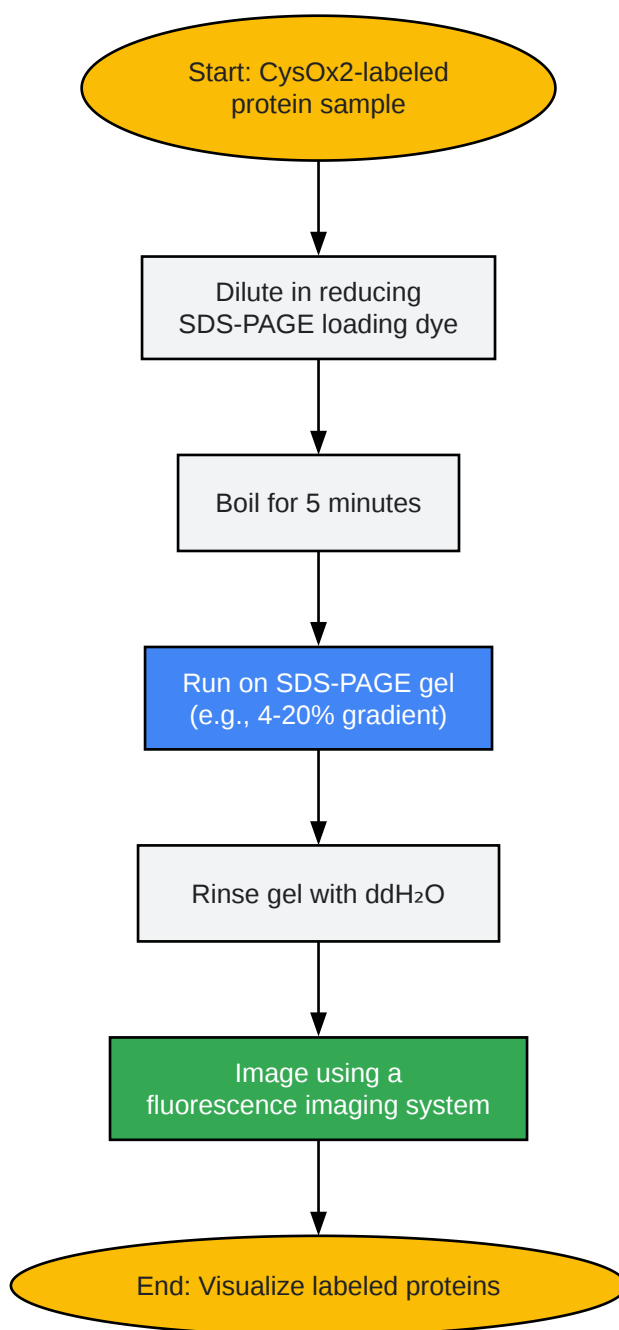 Start: CysOx2-labeled
protein sample
Dilute in reducing
SDS-PAGE loading dye
Boil for 5 minutes
Run on SDS-PAGE gel
(e.g., 4-20% gradient)
Rinse gel with ddH₂O
Image using a
fluorescence imaging system
End: Visualize labeled proteins